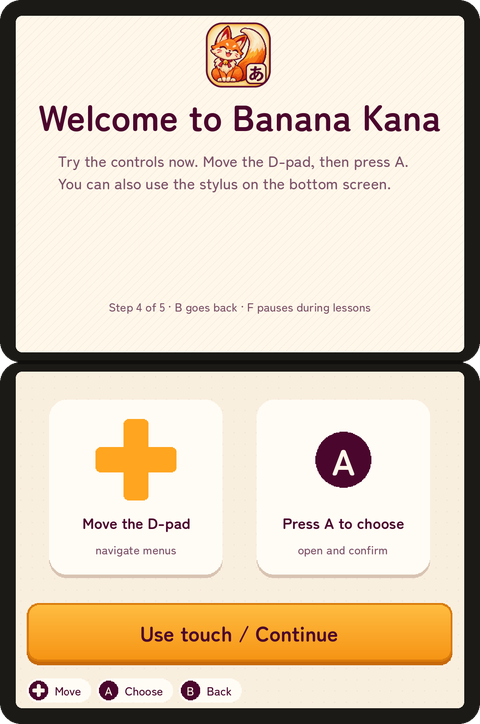 あ
Welcome to Banana Kana
Try the controls now. Move the D-pad, then press A.
You can also use the stylus on the bottom screen.
Step 4 of 5 · B goes back · F pauses during lessons
A
Move the D-pad
Press A to choose
navigate menus
open and confirm
Use touch / Continue
Move
A Choose
B Back